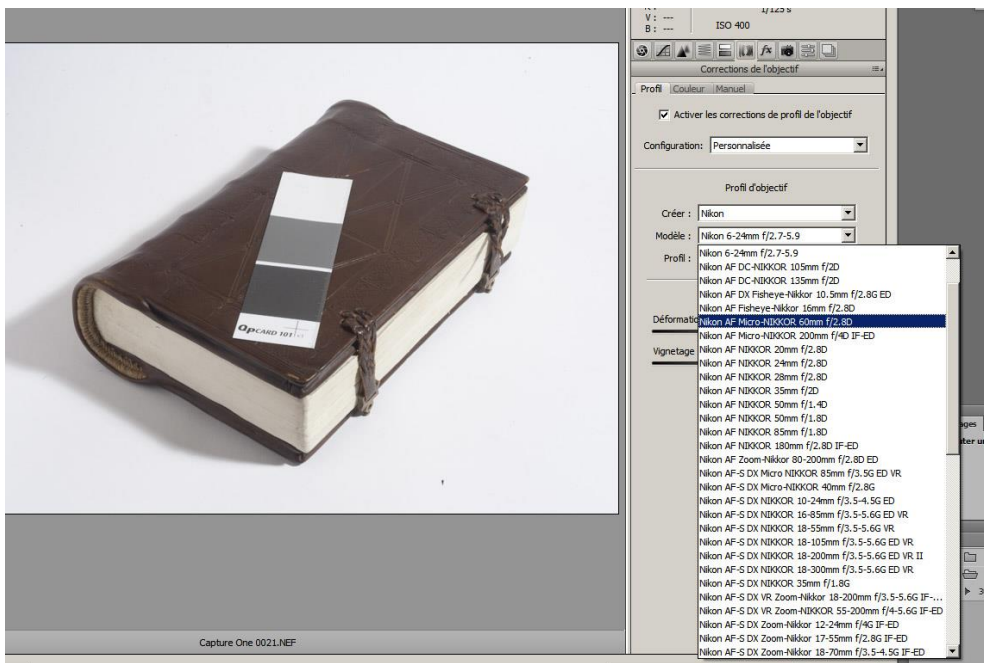 1/125 s
V : ---
B : ---
ISO 400
Corrections de l'objectif
Profil
Couleur
Manuel
Activer les corrections de profil de l'objectif
Configuration: Personnalisée
Profil d'objectif
Créer : Nikon
Modèle : Nikon 6-24mm f/2.7-5.9
Profil :
Nikon 6-24mm f/2.7-5.9
Nikon AF DC-NIKKOR 105mm f/2D
Nikon AF DC-NIKKOR 135mm f/2D
Nikon AF DX Fisheye-Nikkor 10.5mm f/2.8G ED
Nikon AF Fisheye-Nikkor 16mm f/2.8D
Nikon AF Micro-NIKKOR 60mm f/2.8D
Nikon AF Micro-NIKKOR 200mm f/4D IF-ED
Nikon AF NIKKOR 20mm f/2.8D
Nikon AF NIKKOR 24mm f/2.8D
Nikon AF NIKKOR 28mm f/2.8D
Nikon AF NIKKOR 35mm f/2D
Nikon AF NIKKOR 50mm f/1.4D
Nikon AF NIKKOR 50mm f/1.8D
Nikon AF NIKKOR 85mm f/1.8D
Nikon AF NIKKOR 180mm f/2.8D IF-ED
Nikon AF Zoom-Nikkor 80-200mm f/2.8D ED
Nikon AF-S DX Micro NIKKOR 85mm f/3.5G ED VR
Nikon AF-S DX Micro-NIKKOR 40mm f/2.8G
Nikon AF-S DX NIKKOR 10-24mm f/3.5-4.5G ED
Nikon AF-S DX NIKKOR 16-85mm f/3.5-5.6G ED VR
Nikon AF-S DX NIKKOR 18-55mm f/3.5-5.6G VR
Nikon AF-S DX NIKKOR 18-105mm f/3.5-5.6G ED VR
Nikon AF-S DX NIKKOR 18-200mm f/3.5-5.6G ED VR II
Nikon AF-S DX NIKKOR 18-300mm f/3.5-5.6G ED VR
Nikon AF-S DX NIKKOR 35mm f/1.8G
Nikon AF-S DX VR Zoom-Nikkor 18-200mm f/3.5-5.6G IF-...
Nikon AF-S DX VR Zoom-NIKKOR 55-200mm f/4-5.6G IF-ED
Nikon AF-S DX Zoom-Nikkor 12-24mm f/4G IF-ED
Nikon AF-S DX Zoom-Nikkor 17-55mm f/2.8G IF-ED
Nikon AF-S DX Zoom-Nikkor 18-70mm f/3.5-4.5G IF-ED
Déformatio
Vignetage
QPCARD 101
Capture One 0021.NEF
ages
ter un
3